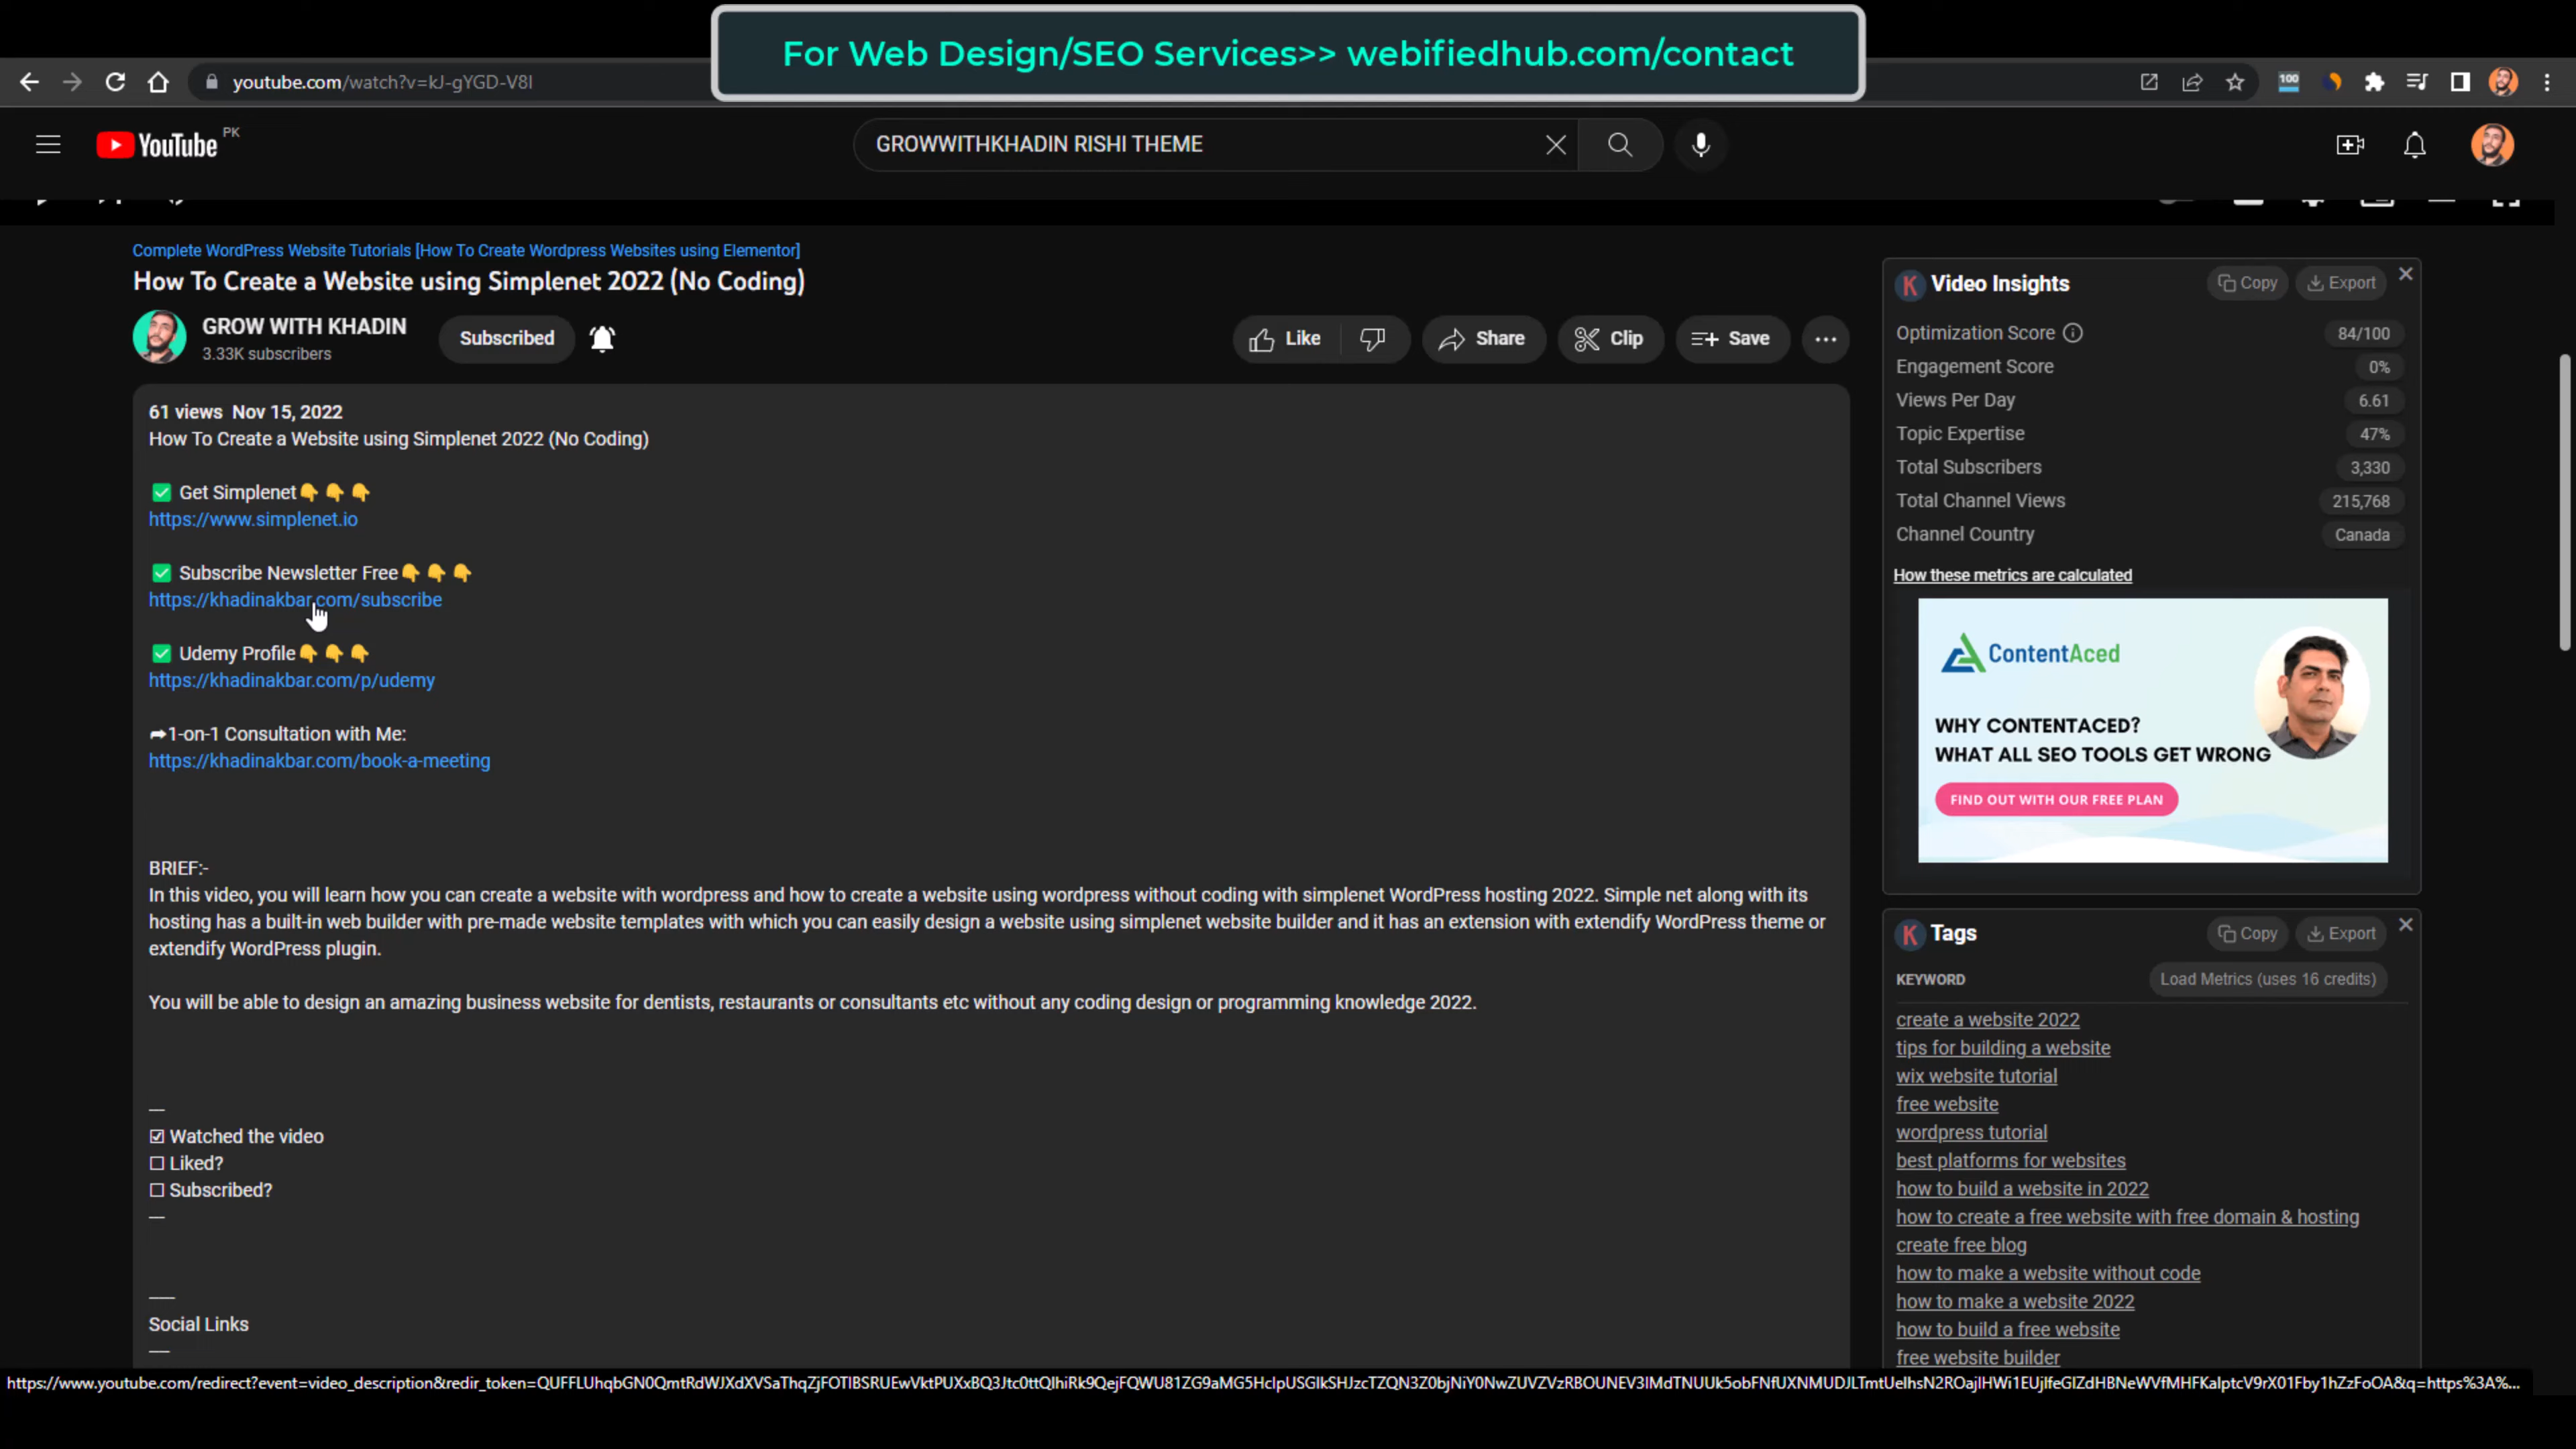 For Web Design/SEO Services>> webifiedhub.com/contact
youtube.com/watch?v=kJ-gYGD-V8I
100
YouTube PK
GROWWITHKHADIN RISHI THEME
Complete WordPress Website Tutorials [How To Create Wordpress Websites using Elementor]
How To Create a Website using Simplenet 2022 (No Coding)
GROW WITH KHADIN
3.33K subscribers
Subscribed
Like
Share
Clip
Save
61 views Nov 15, 2022
How To Create a Website using Simplenet 2022 (No Coding)
✅ Get Simplenet👇👇👇
https://www.simplenet.io
✅ Subscribe Newsletter Free👇👇👇
https://khadinakbar.com/subscribe
✅ Udemy Profile👇👇👇
https://khadinakbar.com/p/udemy
➦1-on-1 Consultation with Me:
https://khadinakbar.com/book-a-meeting
BRIEF:-
In this video, you will learn how you can create a website with wordpress and how to create a website using wordpress without coding with simplenet WordPress hosting 2022. Simple net along with its
hosting has a built-in web builder with pre-made website templates with which you can easily design a website using simplenet website builder and it has an extension with extendify WordPress theme or
extendify WordPress plugin.
You will be able to design an amazing business website for dentists, restaurants or consultants etc without any coding design or programming knowledge 2022.
—
☑ Watched the video
☐ Liked?
☐ Subscribed?
—
—–
Social Links
—–
K Video Insights
Copy
Export
Optimization Score 84/100
Engagement Score 0%
Views Per Day 6.61
Topic Expertise 47%
Total Subscribers 3,330
Total Channel Views 215,768
Channel Country Canada
How these metrics are calculated
ContentAced
WHY CONTENTACED?
WHAT ALL SEO TOOLS GET WRONG
FIND OUT WITH OUR FREE PLAN
K Tags
Copy
Export
KEYWORD
Load Metrics (uses 16 credits)
create a website 2022
tips for building a website
wix website tutorial
free website
wordpress tutorial
best platforms for websites
how to build a website in 2022
how to create a free website with free domain & hosting
create free blog
how to make a website without code
how to make a website 2022
how to build a free website
free website builder